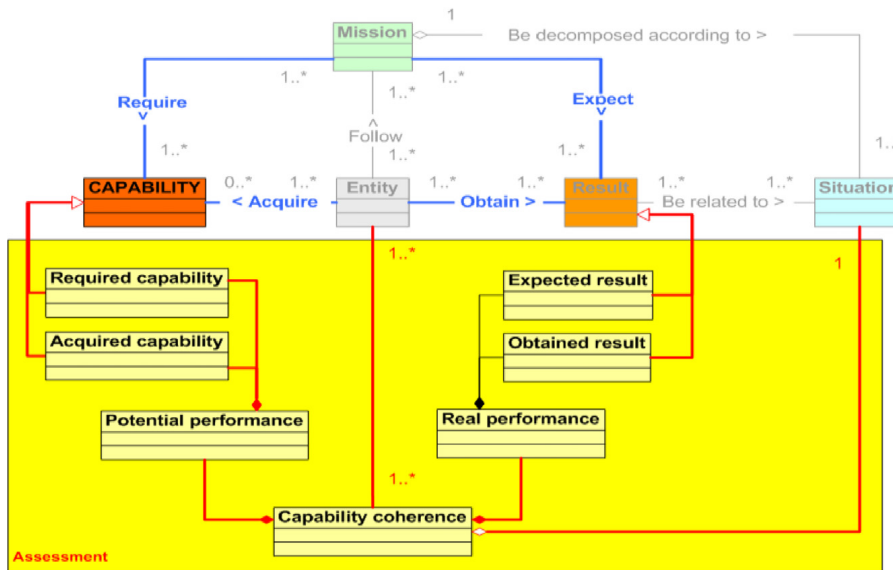 1
Mission
Be decomposed according to >
1..*
1..*
Require
v
Expect
v
1..*
^
Follow
1..*
1..*
1..*
1..
CAPABILITY
0..*
1..*
Entity
1..*
1..*
Result
1..*
1..*
Situation
< Acquire
Obtain >
Be related to >
1..*
1
Required capability
Expected result
Acquired capability
Obtained result
Potential performance
Real performance
1..*
Capability coherence
Assessment